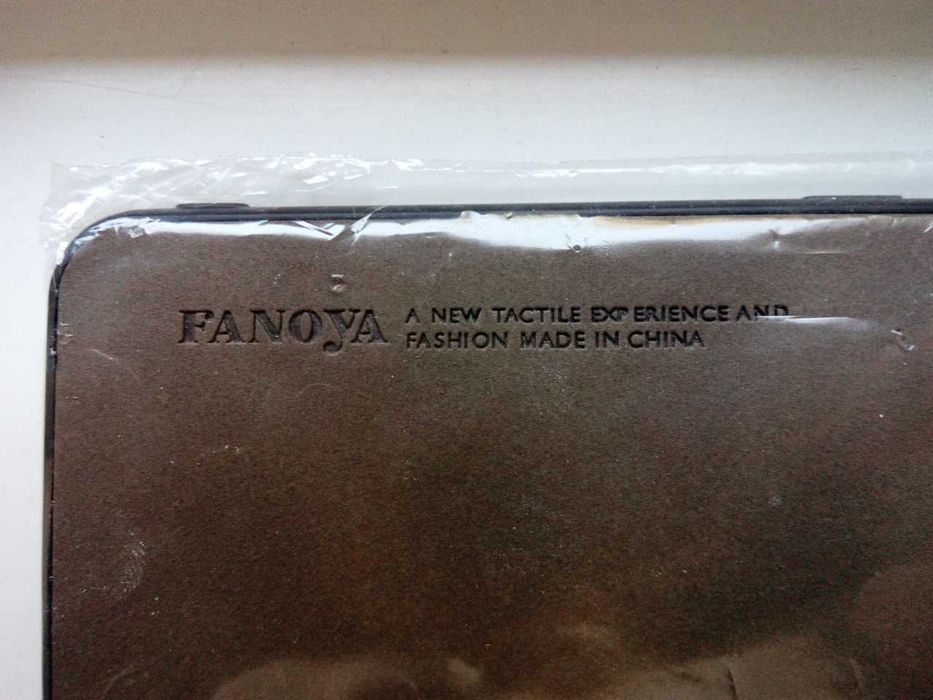 FANOYA
A NEW TACTILE EXPERIENCE AND
FASHION MADE IN CHINA